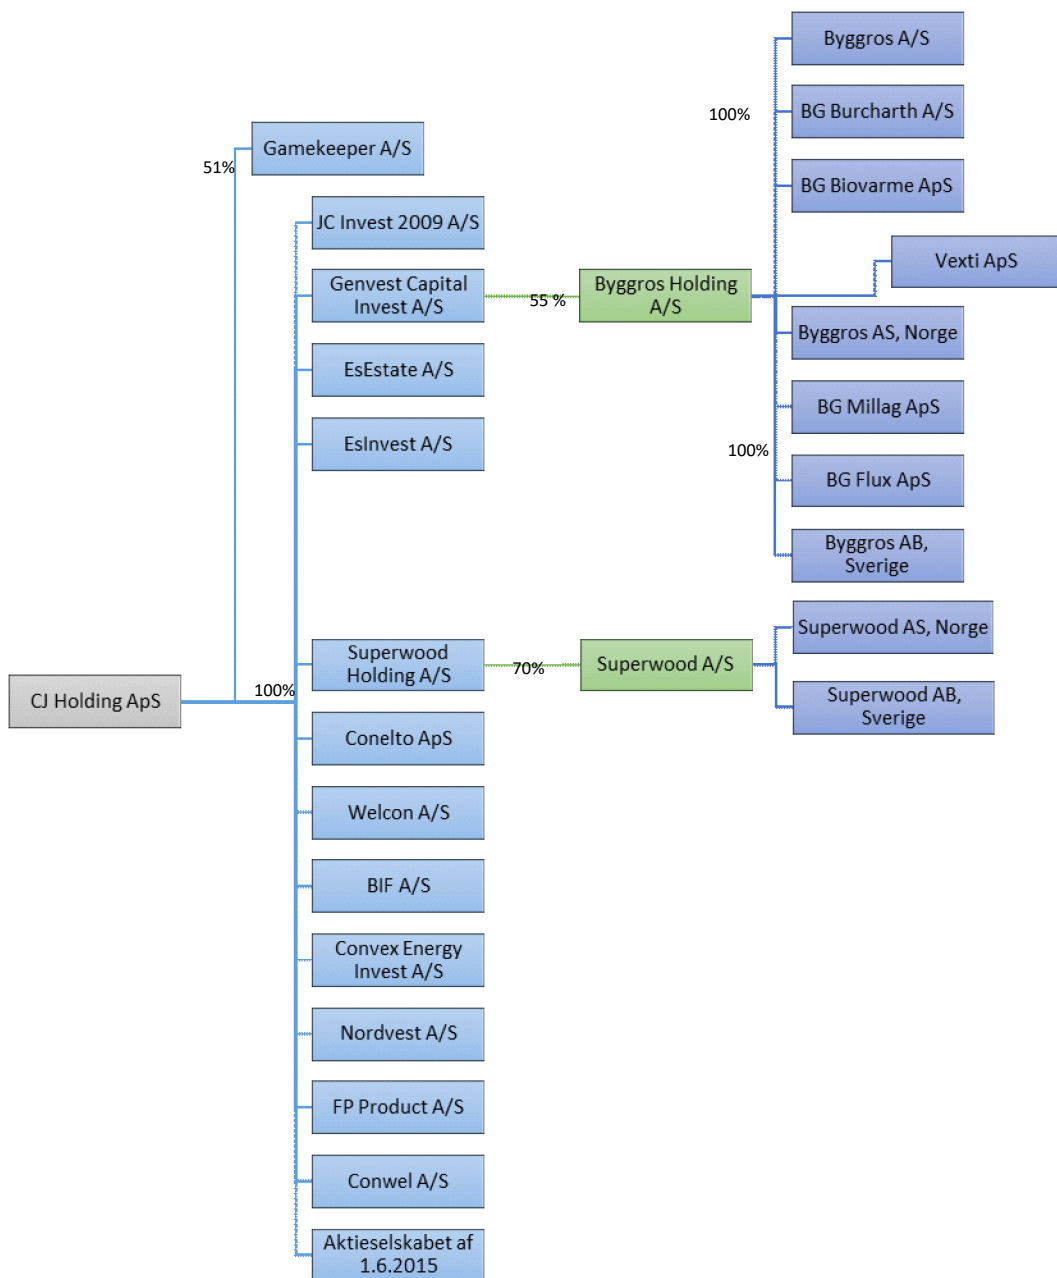 Byggros A/S
100%
BG Burcharth A/S
Gamekeeper A/S
51%
BG Biovarme ApS
JC Invest 2009 A/S
Vexti ApS
Genvest Capital
Invest A/S
55 %
Byggros Holding
A/S
Byggros AS, Norge
EsEstate A/S
BG Millag ApS
EsInvest A/S
100%
BG Flux ApS
Byggros AB,
Sverige
Superwood AS, Norge
Superwood
Holding A/S
70%
Superwood A/S
CJ Holding ApS
100%
Superwood AB,
Sverige
Conelto ApS
Welcon A/S
BIF A/S
Convex Energy
Invest A/S
Nordvest A/S
FP Product A/S
Conwel A/S
Aktieselskabet af
1.6.2015